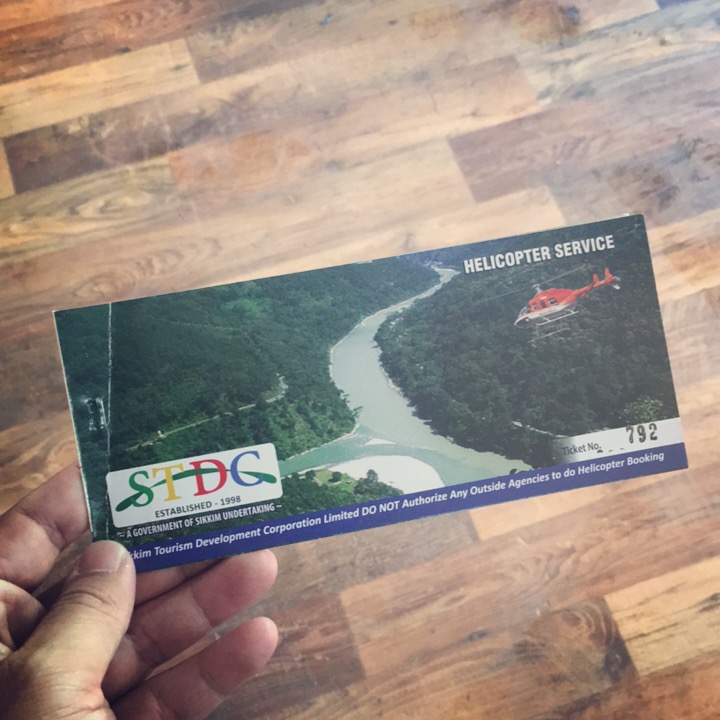 HELICOPTER SERVICE
Ticket No.
792
STDC
ESTABLISHED - 1998
~ A GOVERNMENT OF SIKKIM UNDERTAKING ~
kkim Tourism Development Corporation Limited DO NOT Authorize Any Outside Agencies to do Helicopter Booking